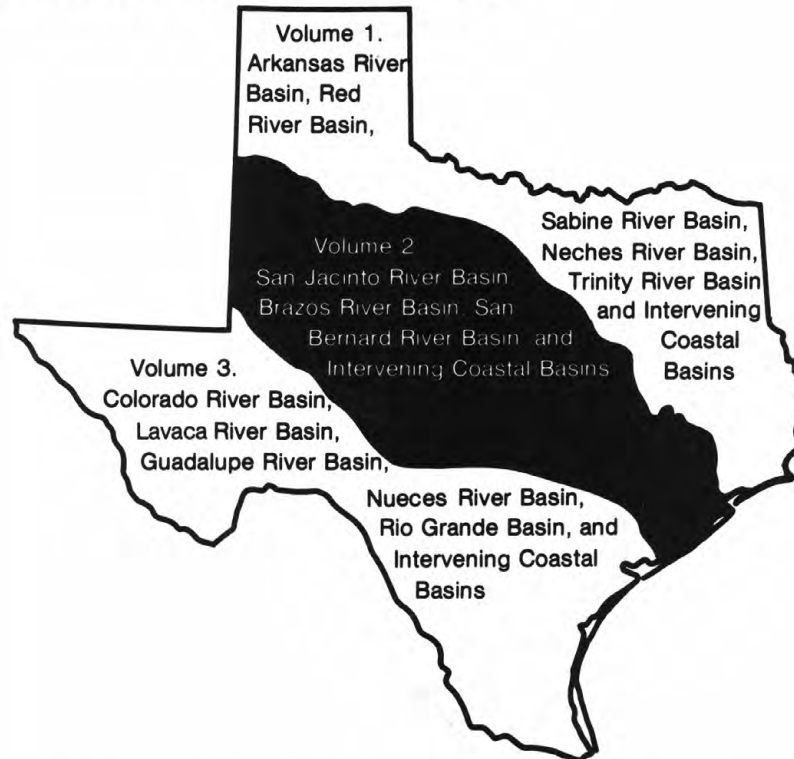 Volume 1.
Arkansas River
Basin, Red
River Basin,
Sabine River Basin,
Neches River Basin,
Trinity River Basin
and Intervening
Coastal
Basins
Volume 2
San Jacinto River Basin
Brazos River Basin San
Bernard River Basin and
Intervening Coastal Basins
Volume 3.
Colorado River Basin,
Lavaca River Basin,
Guadalupe River Basin,
Nueces River Basin,
Rio Grande Basin, and
Intervening Coastal
Basins